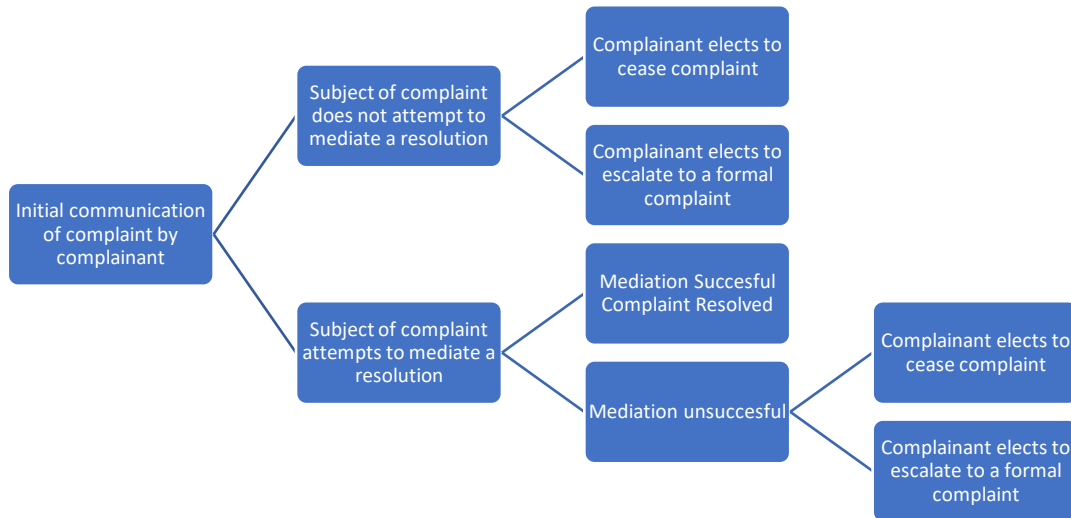 Complainant elects to
cease complaint
Subject of complaint
does not attempt to
mediate a resolution
Complainant elects to
escalate to a formal
complaint
Initial communication
of complaint by
complainant
Mediation Succesful
Complaint Resolved
Subject of complaint
attempts to mediate a
resolution
Complainant elects to
cease complaint
Mediation unsuccesful
Complainant elects to
escalate to a formal
complaint